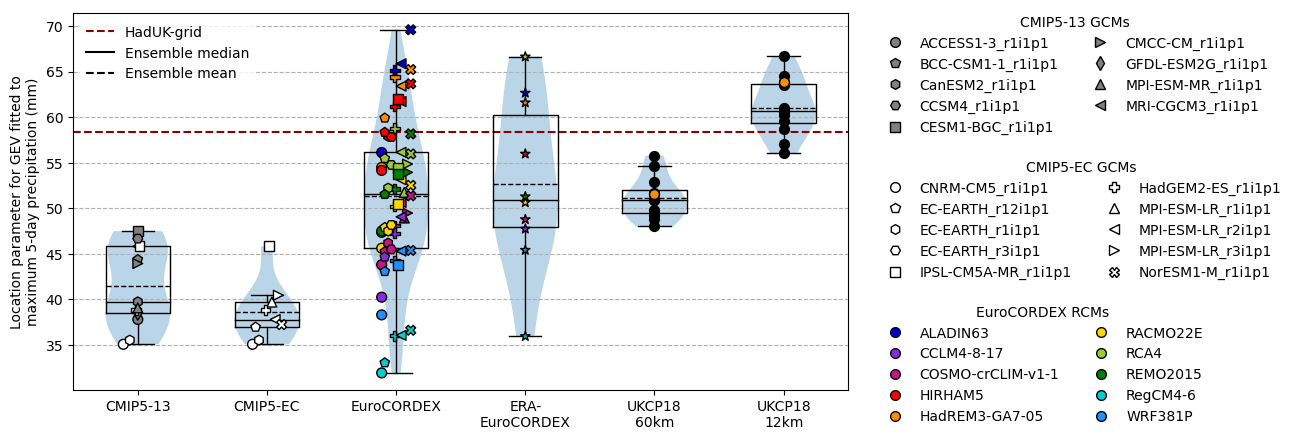 Location parameter for GEV fitted to
maximum 5-day precipitation (mm)
70
65
60
55
50
45
40
35
HadUK-grid
Ensemble median
Ensemble mean
CMIP5-13
CMIP5-EC
EuroCORDEX
ERA-
EuroCORDEX
UKCP18
60km
UKCP18
12km
CMIP5-13 GCMs
ACCESS1-3_r1i1p1
BCC-CSM1-1_r1i1p1
CanESM2_r1i1p1
CCSM4_r1i1p1
CESM1-BGC_r1i1p1
CMCC-CM_r1i1p1
GFDL-ESM2G_r1i1p1
MPI-ESM-MR_r1i1p1
MRI-CGCM3_r1i1p1
CMIP5-EC GCMs
CNRM-CM5_r1i1p1
EC-EARTH_r12i1p1
EC-EARTH_r1i1p1
EC-EARTH_r3i1p1
IPSL-CM5A-MR_r1i1p1
HadGEM2-ES_r1i1p1
MPI-ESM-LR_r1i1p1
MPI-ESM-LR_r2i1p1
MPI-ESM-LR_r3i1p1
NorESM1-M_r1i1p1
EuroCORDEX RCMs
ALADIN63
CCLM4-8-17
COSMO-crCLIM-v1-1
HIRHAM5
HadREM3-GA7-05
RACMO22E
RCA4
REMO2015
RegCM4-6
WRF381P